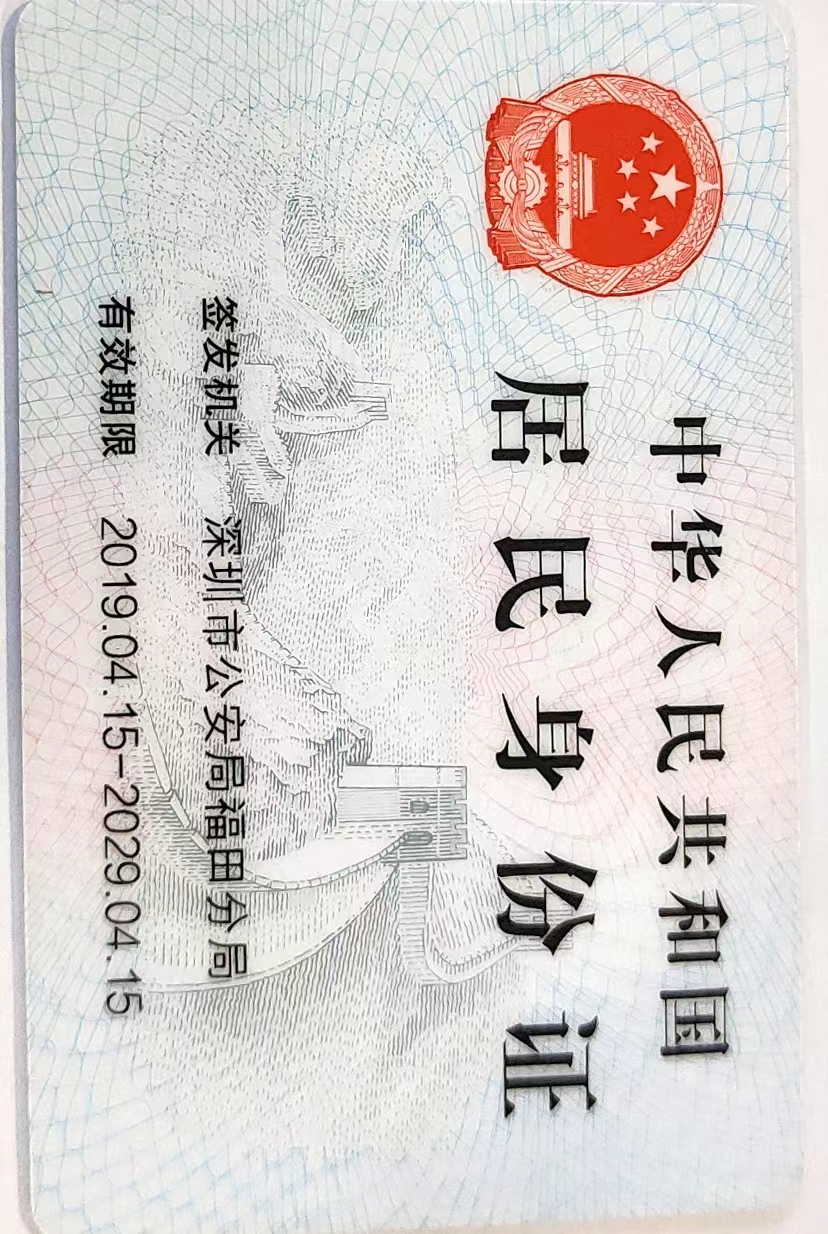 中华人民共和国
居民身份证
签发机关 深圳市公安局福田分局
有效期限 2019.04.15-2029.04.15